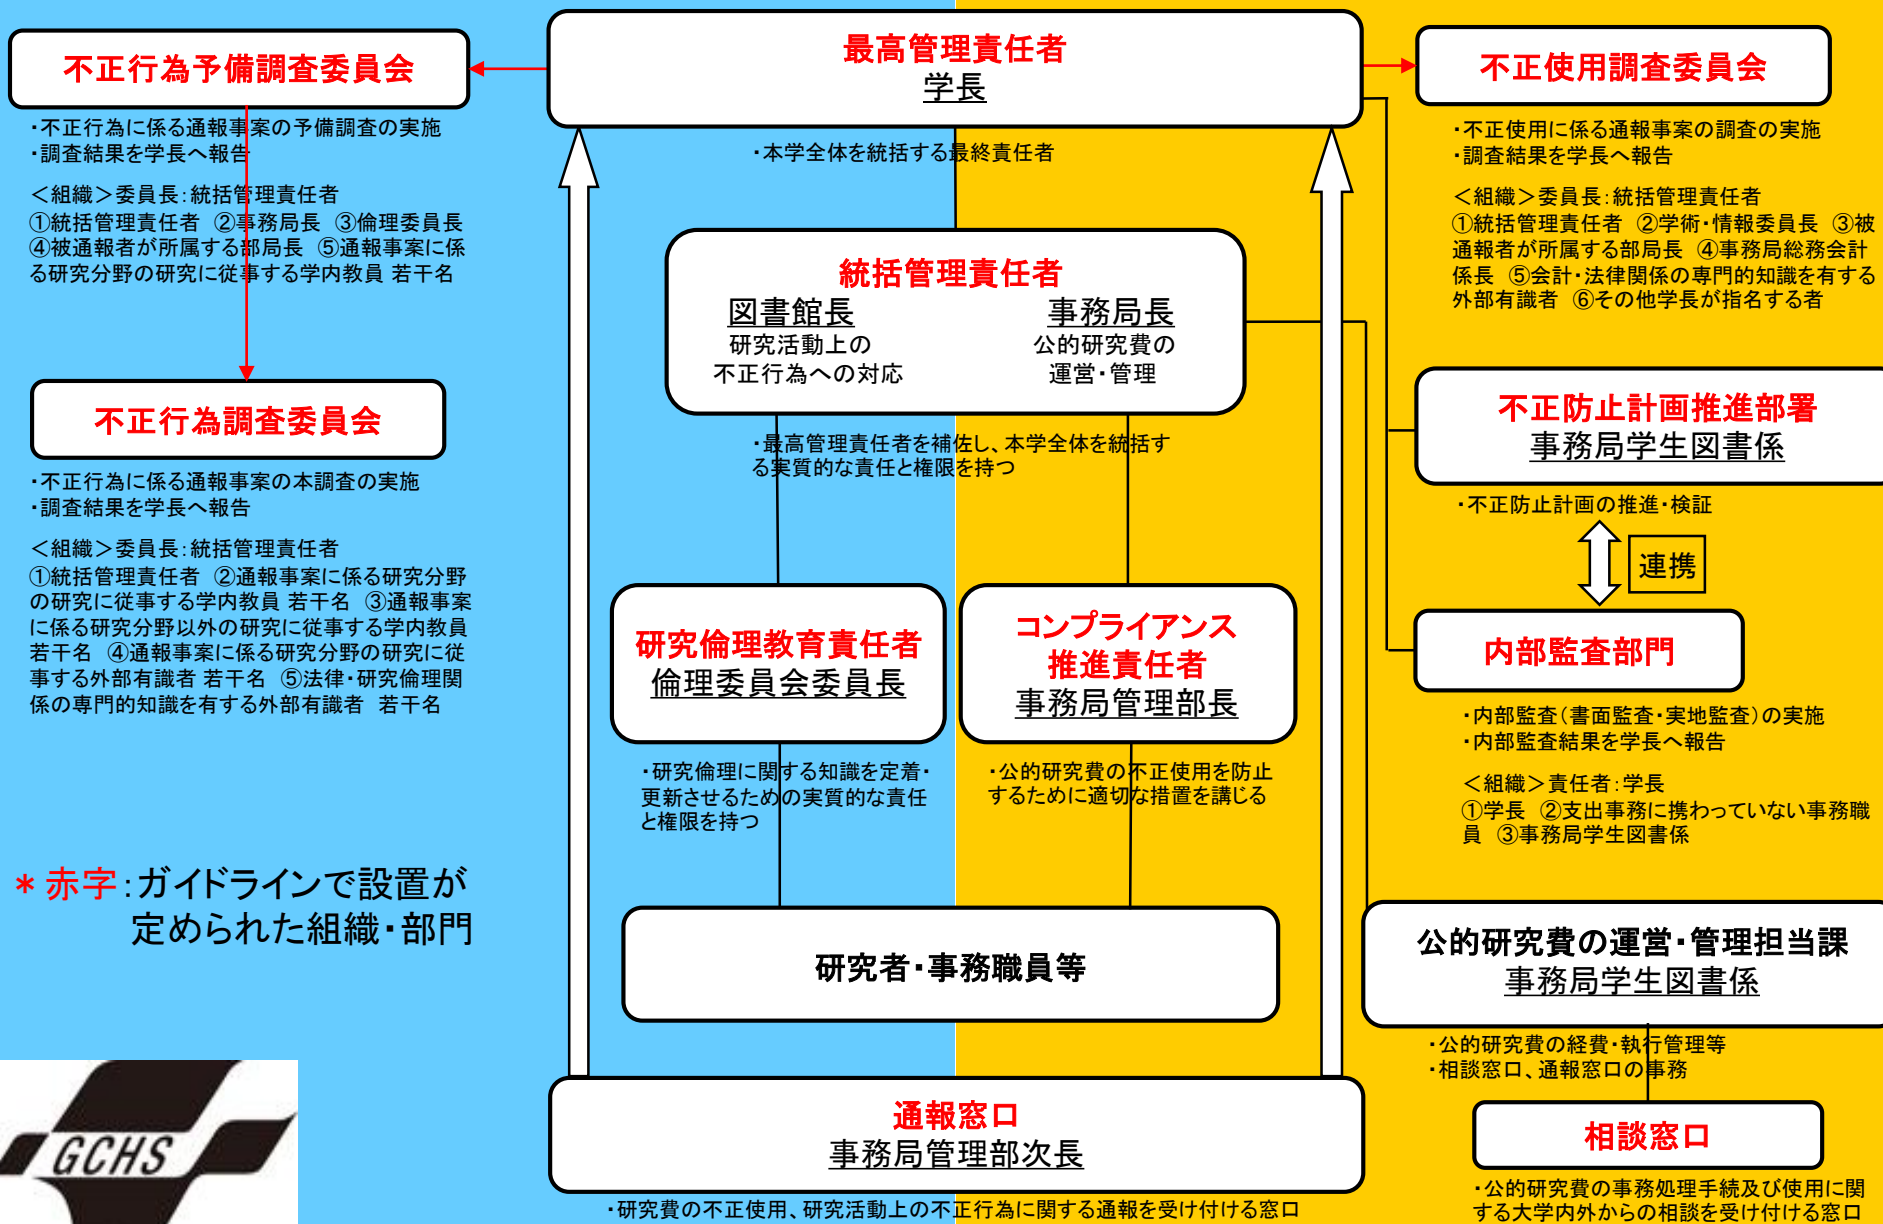 最高管理責任者
学長
・本学全体を統括する最終責任者
不正行為予備調査委員会
・不正行為に係る通報事案の予備調査の実施
・調査結果を学長へ報告
＜組織＞委員長：統括管理責任者
①統括管理責任者 ②事務局長 ③倫理委員長
④被通報者が所属する部局長 ⑤通報事案に係
る研究分野の研究に従事する学内教員 若干名
不正行為調査委員会
・不正行為に係る通報事案の本調査の実施
・調査結果を学長へ報告
＜組織＞委員長：統括管理責任者
①統括管理責任者 ②通報事案に係る研究分野
の研究に従事する学内教員 若干名 ③通報事案
に係る研究分野以外の研究に従事する学内教員
若干名 ④通報事案に係る研究分野の研究に従
事する外部有識者 若干名 ⑤法律・研究倫理関
係の専門的知識を有する外部有識者 若干名
＊赤字：ガイドラインで設置が
定められた組織・部門
GCHS
統括管理責任者
図書館長
研究活動上の
不正行為への対応
事務局長
公的研究費の
運営・管理
・最高管理責任者を補佐し、本学全体を統括す
る実質的な責任と権限を持つ
研究倫理教育責任者
倫理委員会委員長
・研究倫理に関する知識を定着・
更新させるための実質的な責任
と権限を持つ
コンプライアンス
推進責任者
事務局管理部長
・公的研究費の不正使用を防止
するために適切な措置を講じる
研究者・事務職員等
通報窓口
事務局管理部次長
・研究費の不正使用、研究活動上の不正行為に関する通報を受け付ける窓口
不正使用調査委員会
・不正使用に係る通報事案の調査の実施
・調査結果を学長へ報告
＜組織＞委員長：統括管理責任者
①統括管理責任者 ②学術・情報委員長 ③被
通報者が所属する部局長 ④事務局総務会計
係長 ⑤会計・法律関係の専門的知識を有する
外部有識者 ⑥その他学長が指名する者
不正防止計画推進部署
事務局学生図書係
・不正防止計画の推進・検証
連携
内部監査部門
・内部監査（書面監査・実地監査）の実施
・内部監査結果を学長へ報告
＜組織＞責任者：学長
①学長 ②支出事務に携わっていない事務職
員 ③事務局学生図書係
公的研究費の運営・管理担当課
事務局学生図書係
・公的研究費の経費・執行管理等
・相談窓口、通報窓口の事務
相談窓口
・公的研究費の事務処理手続及び使用に関
する大学内外からの相談を受け付ける窓口